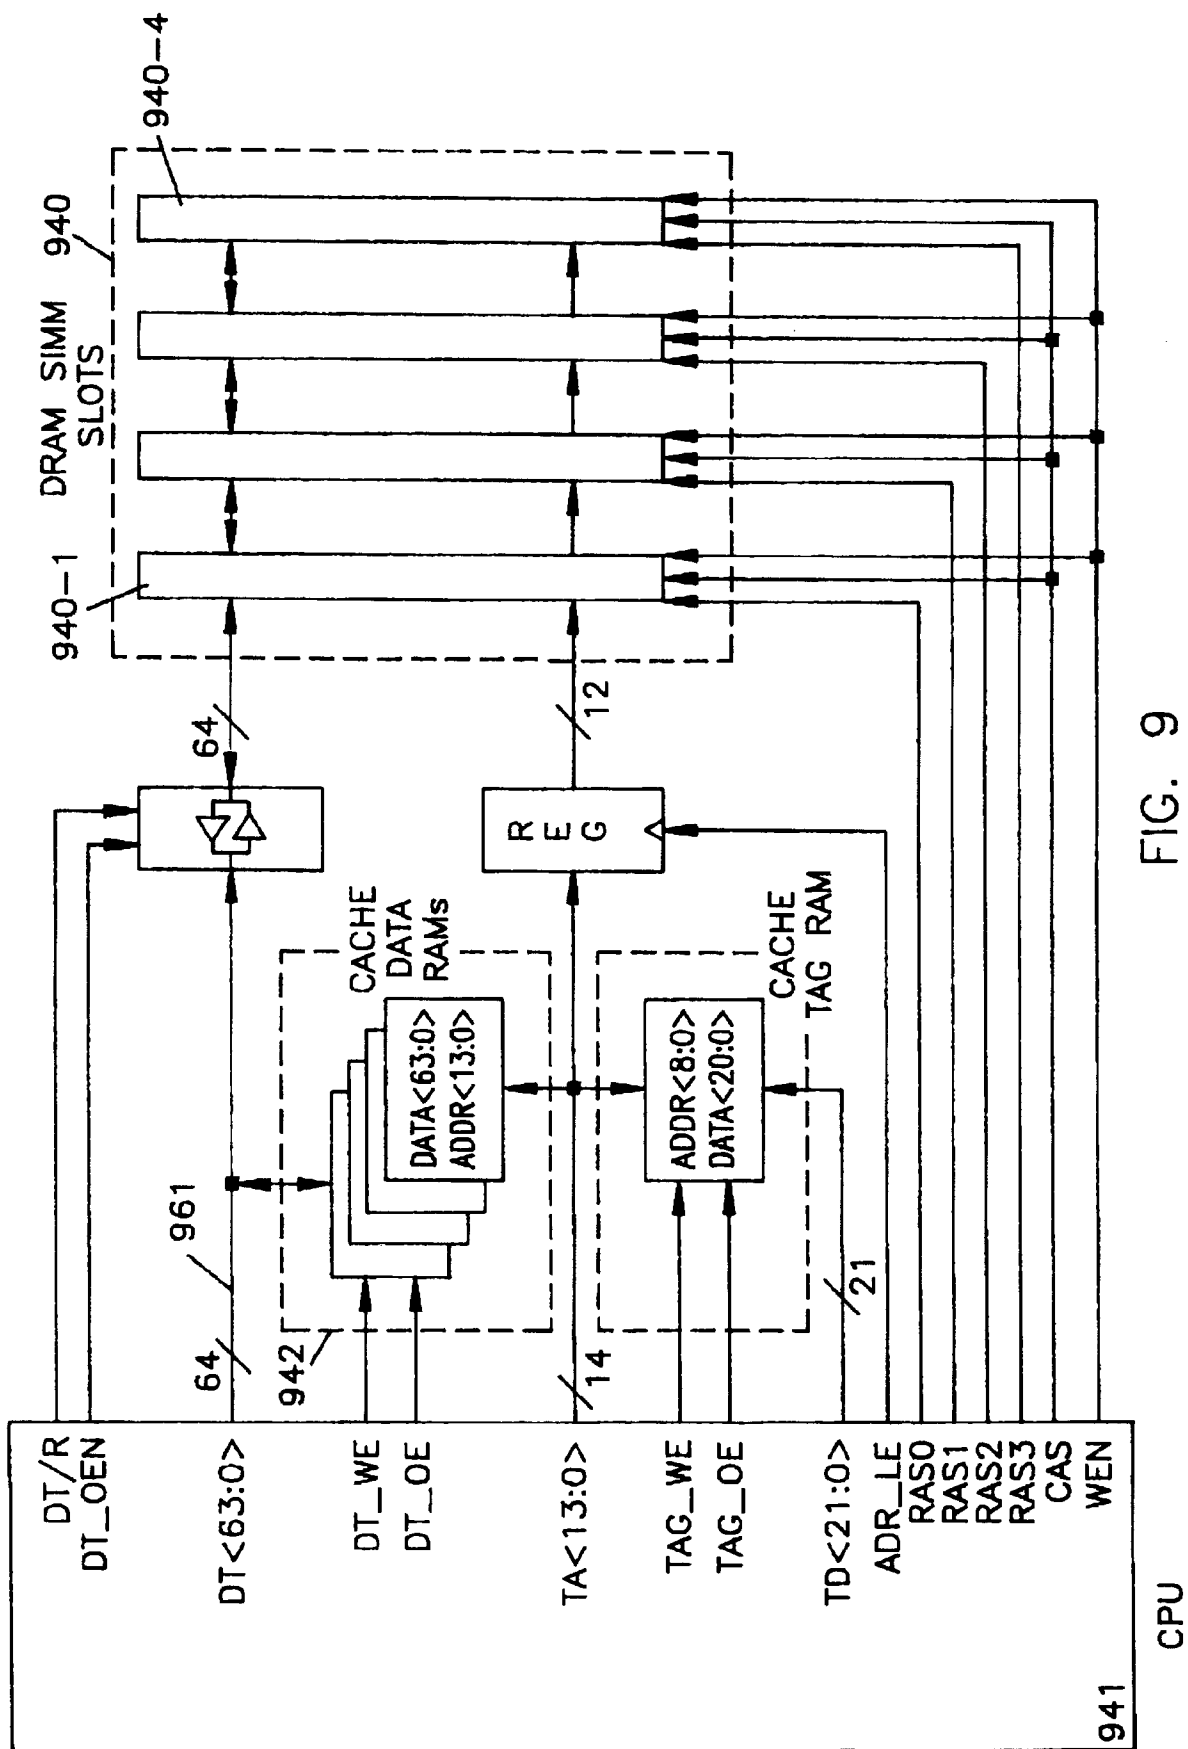 DRAM SIMM 940
SLOTS
940-4
940-1
64
12
R
E
G
CACHE
DATA
RAMs
DATA<63:0>
ADDR<13:0>
CACHE
TAG RAM
ADDR<8:0>
DATA<20:0>
961
64
942
14
21
DT/R
DT_OEN
DT<63:0>
DT_WE
DT_OE
TA<13:0>
TAG_WE
TAG_OE
TD<21:0>
ADR_LE
RAS0
RAS1
RAS2
RAS3
CAS
WEN
941
CPU
FIG. 9